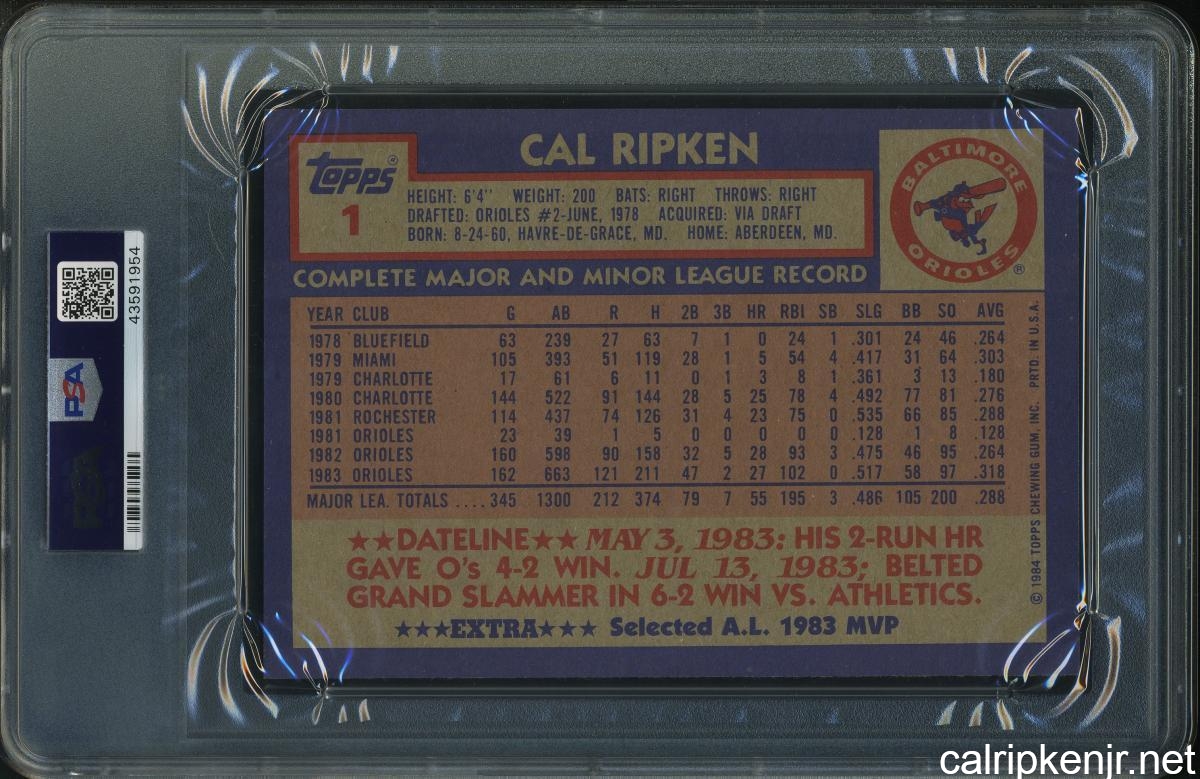 CAL RIPKEN
topps®
1
HEIGHT: 6'4'' WEIGHT: 200 BATS: RIGHT THROWS: RIGHT
DRAFTED: ORIOLES #2-JUNE, 1978 ACQUIRED: VIA DRAFT
BORN: 8-24-60, HAVRE-DE-GRACE, MD. HOME: ABERDEEN, MD.
BALTIMORE
ORIOLES ®
COMPLETE MAJOR AND MINOR LEAGUE RECORD
YEAR CLUB G AB R H 2B 3B HR RBI SB SLG BB SO AVG
1978 BLUEFIELD 63 239 27 63 7 1 0 24 1 .301 24 46 .264
1979 MIAMI 105 393 51 119 28 1 5 54 4 .417 31 64 .303
1979 CHARLOTTE 17 61 6 11 0 1 3 8 1 .361 3 13 .180
1980 CHARLOTTE 144 522 91 144 28 5 25 78 4 .492 77 81 .276
1981 ROCHESTER 114 437 74 126 31 4 23 75 0 .535 66 85 .288
1981 ORIOLES 23 39 1 5 0 0 0 0 0 .128 1 8 .128
1982 ORIOLES 160 598 90 158 32 5 28 93 3 .475 46 95 .264
1983 ORIOLES 162 663 121 211 47 2 27 102 0 .517 58 97 .318
MAJOR LEA. TOTALS ....345 1300 212 374 79 7 55 195 3 .486 105 200 .288
★★DATELINE★★ MAY 3, 1983: HIS 2-RUN HR
GAVE O's 4-2 WIN. JUL 13, 1983; BELTED
GRAND SLAMMER IN 6-2 WIN VS. ATHLETICS.
★★★EXTRA★★★ Selected A.L. 1983 MVP
© 1984 TOPPS CHEWING GUM, INC. PRTD. IN U.S.A.
43591954
PSA
PSA
calripkenjr.net